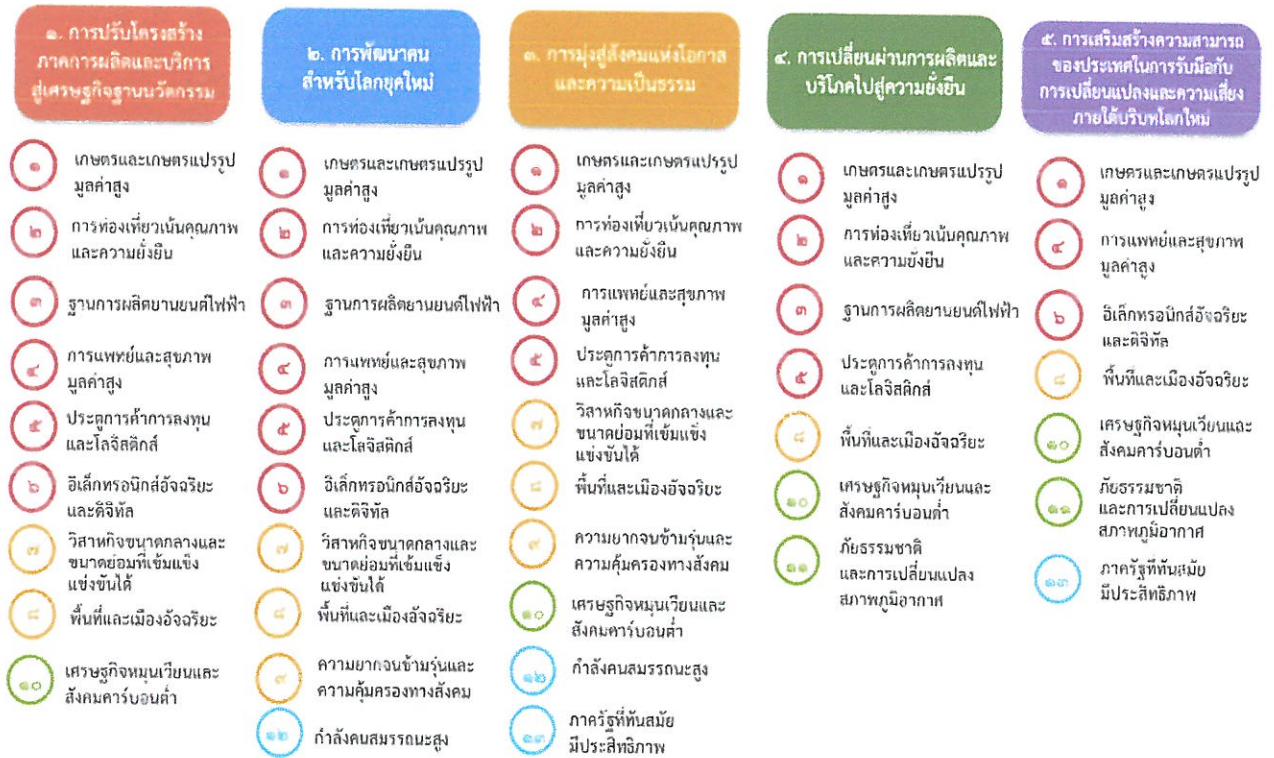 ๑. การปรับโครงสร้าง
ภาคการผลิตและบริการ
สู่เศรษฐกิจฐานนวัตกรรม
๑
เกษตรและเกษตรแปรรูป
มูลค่าสูง
๒
การท่องเที่ยวเน้นคุณภาพ
และความยั่งยืน
๓
ฐานการผลิตยานยนต์ไฟฟ้า
๔
การแพทย์และสุขภาพ
มูลค่าสูง
๕
ประตูการค้าการลงทุน
และโลจิสติกส์
๖
อิเล็กทรอนิกส์อัจฉริยะ
และดิจิทัล
๗
วิสาหกิจขนาดกลางและ
ขนาดย่อมที่เข้มแข็ง
แข่งขันได้
๘
พื้นที่และเมืองอัจฉริยะ
๑๐
เศรษฐกิจหมุนเวียนและ
สังคมคาร์บอนต่ำ
๒. การพัฒนาคน
สำหรับโลกยุคใหม่
๑
เกษตรและเกษตรแปรรูป
มูลค่าสูง
๒
การท่องเที่ยวเน้นคุณภาพ
และความยั่งยืน
๓
ฐานการผลิตยานยนต์ไฟฟ้า
๔
การแพทย์และสุขภาพ
มูลค่าสูง
๕
ประตูการค้าการลงทุน
และโลจิสติกส์
๖
อิเล็กทรอนิกส์อัจฉริยะ
และดิจิทัล
๗
วิสาหกิจขนาดกลางและ
ขนาดย่อมที่เข้มแข็ง
แข่งขันได้
๘
พื้นที่และเมืองอัจฉริยะ
๙
ความยากจนข้ามรุ่นและ
ความคุ้มครองทางสังคม
๑๒
กำลังคนสมรรถนะสูง
๓. การมุ่งสู่สังคมแห่งโอกาส
และความเป็นธรรม
๑
เกษตรและเกษตรแปรรูป
มูลค่าสูง
๒
การท่องเที่ยวเน้นคุณภาพ
และความยั่งยืน
๔
การแพทย์และสุขภาพ
มูลค่าสูง
๕
ประตูการค้าการลงทุน
และโลจิสติกส์
๗
วิสาหกิจขนาดกลางและ
ขนาดย่อมที่เข้มแข็ง
แข่งขันได้
๘
พื้นที่และเมืองอัจฉริยะ
๙
ความยากจนข้ามรุ่นและ
ความคุ้มครองทางสังคม
๑๐
เศรษฐกิจหมุนเวียนและ
สังคมคาร์บอนต่ำ
๑๒
กำลังคนสมรรถนะสูง
๑๓
ภาครัฐที่ทันสมัย
มีประสิทธิภาพ
๔. การเปลี่ยนผ่านการผลิตและ
บริโภคไปสู่ความยั่งยืน
๑
เกษตรและเกษตรแปรรูป
มูลค่าสูง
๒
การท่องเที่ยวเน้นคุณภาพ
และความยั่งยืน
๓
ฐานการผลิตยานยนต์ไฟฟ้า
๕
ประตูการค้าการลงทุน
และโลจิสติกส์
๘
พื้นที่และเมืองอัจฉริยะ
๑๐
เศรษฐกิจหมุนเวียนและ
สังคมคาร์บอนต่ำ
๑๑
ภัยธรรมชาติ
และการเปลี่ยนแปลง
สภาพภูมิอากาศ
๕. การเสริมสร้างความสามารถ
ของประเทศในการรับมือกับ
การเปลี่ยนแปลงและความเสี่ยง
ภายใต้บริบทโลกใหม่
๑
เกษตรและเกษตรแปรรูป
มูลค่าสูง
๔
การแพทย์และสุขภาพ
มูลค่าสูง
๖
อิเล็กทรอนิกส์อัจฉริยะ
และดิจิทัล
๘
พื้นที่และเมืองอัจฉริยะ
๑๐
เศรษฐกิจหมุนเวียนและ
สังคมคาร์บอนต่ำ
๑๑
ภัยธรรมชาติ
และการเปลี่ยนแปลง
สภาพภูมิอากาศ
๑๓
ภาครัฐที่ทันสมัย
มีประสิทธิภาพ